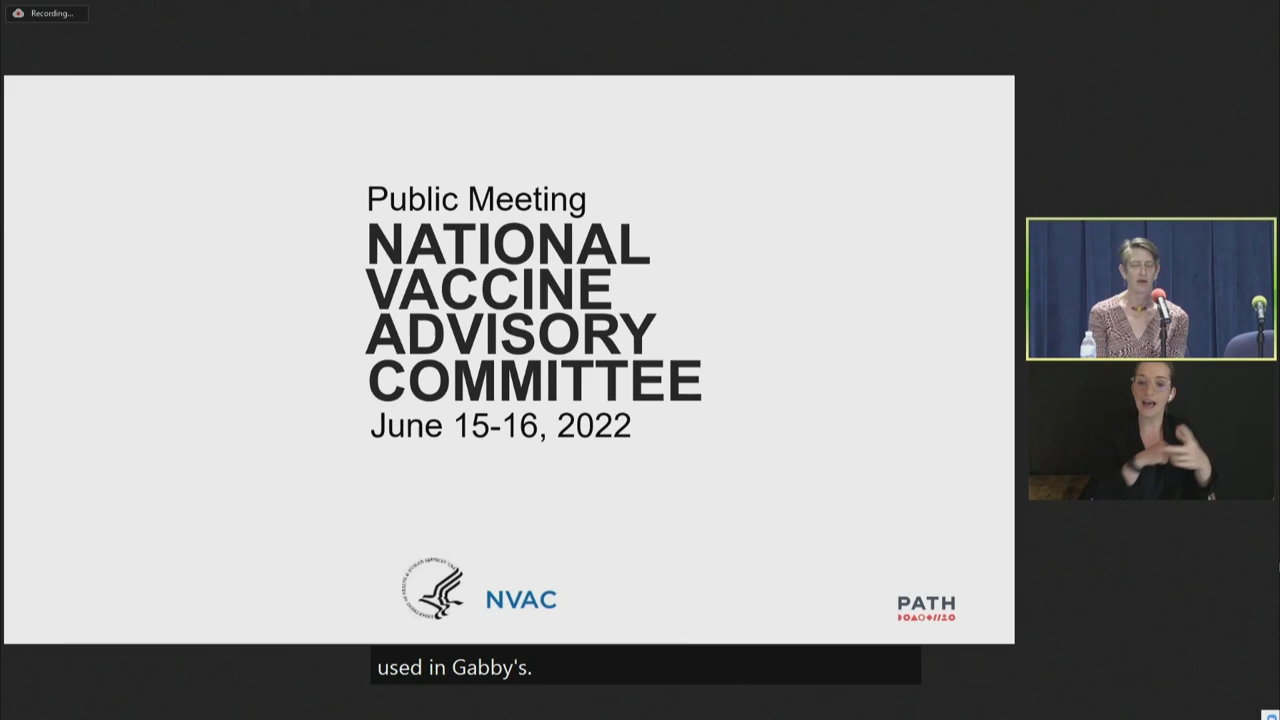 Recording...
Public Meeting
NATIONAL
VACCINE
ADVISORY
COMMITTEE
June 15-16, 2022
NVAC
PATH
used in Gabby's.